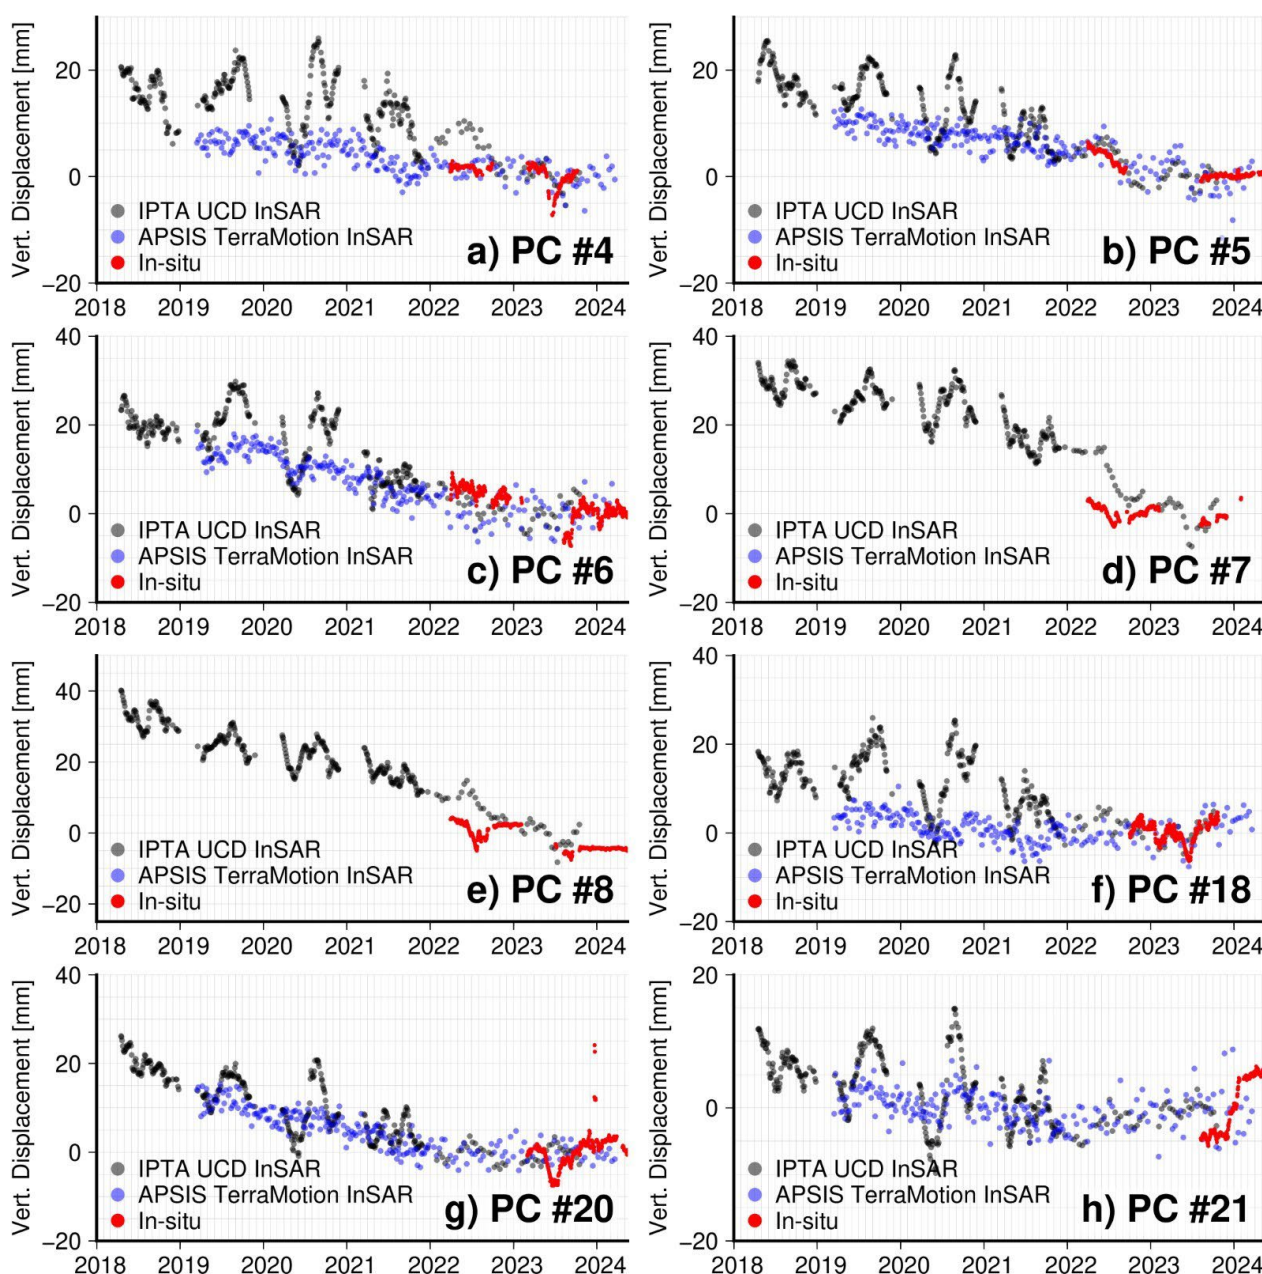 Vert. Displacement [mm]
20
0
−20
IPTA UCD InSAR
APSIS TerraMotion InSAR
In-situ
a) PC #4
2018 2019 2020 2021 2022 2023 2024
Vert. Displacement [mm]
20
0
−20
IPTA UCD InSAR
APSIS TerraMotion InSAR
In-situ
b) PC #5
2018 2019 2020 2021 2022 2023 2024
Vert. Displacement [mm]
40
20
0
−20
IPTA UCD InSAR
APSIS TerraMotion InSAR
In-situ
c) PC #6
2018 2019 2020 2021 2022 2023 2024
Vert. Displacement [mm]
40
20
0
−20
IPTA UCD InSAR
APSIS TerraMotion InSAR
In-situ
d) PC #7
2018 2019 2020 2021 2022 2023 2024
Vert. Displacement [mm]
40
20
0
−20
IPTA UCD InSAR
APSIS TerraMotion InSAR
In-situ
e) PC #8
2018 2019 2020 2021 2022 2023 2024
Vert. Displacement [mm]
40
20
0
−20
IPTA UCD InSAR
APSIS TerraMotion InSAR
In-situ
f) PC #18
2018 2019 2020 2021 2022 2023 2024
Vert. Displacement [mm]
40
20
0
−20
IPTA UCD InSAR
APSIS TerraMotion InSAR
In-situ
g) PC #20
2018 2019 2020 2021 2022 2023 2024
Vert. Displacement [mm]
20
0
−20
IPTA UCD InSAR
APSIS TerraMotion InSAR
In-situ
h) PC #21
2018 2019 2020 2021 2022 2023 2024